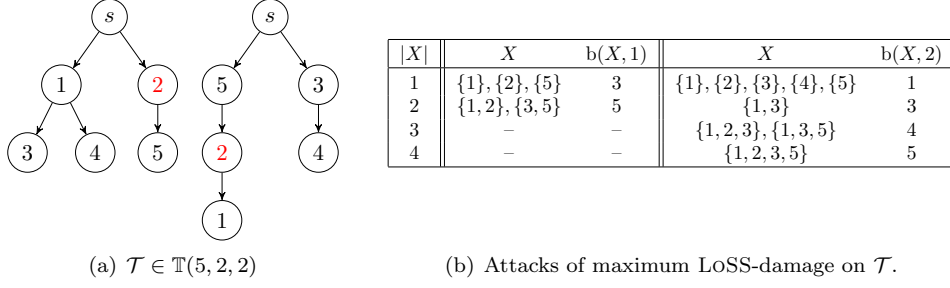 s s
1 2 5 3
3 4 5 2 4
1
(a) 𝒯 ∈ 𝕋(5, 2, 2)
|X| X b(X, 1) X b(X, 2)
1 {1}, {2}, {5} 3 {1}, {2}, {3}, {4}, {5} 1
2 {1, 2}, {3, 5} 5 {1, 3} 3
3 – – {1, 2, 3}, {1, 3, 5} 4
4 – – {1, 2, 3, 5} 5
(b) Attacks of maximum LoSS-damage on 𝒯.